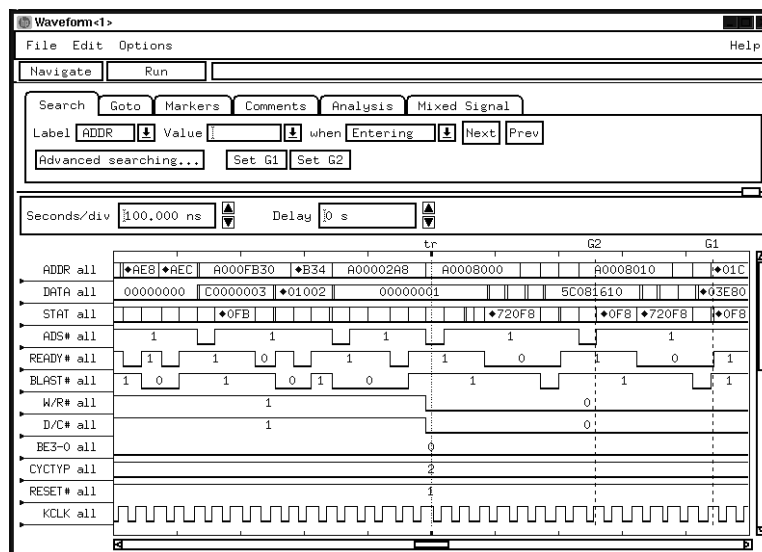 Waveform<1>
File Edit Options Help
Navigate Run
Search Goto Markers Comments Analysis Mixed Signal
Label ADDR Value when Entering Next Prev
Advanced searching... Set G1 Set G2
Seconds/div 100.000 ns Delay 0 s
tr G2 G1
ADDR all ◆AE8 ◆AEC A000FB30 ◆B34 A00002A8 A0008000 A0008010 ◆01C
DATA all 00000000 C0000003 ◆01002 00000001 5C081610 ◆03E80
STAT all ◆0FB ◆720F8 ◆0F8 ◆720F8 ◆0F8
ADS# all 1 1 1 1 1
READY# all 1 1 0 1 1 0 1 0 1
BLAST# all 1 0 1 0 1 0 1 1 1
W/R# all 1 0
D/C# all 1 0
BE3-0 all 0
CYCTYP all 2
RESET# all 1
KCLK all